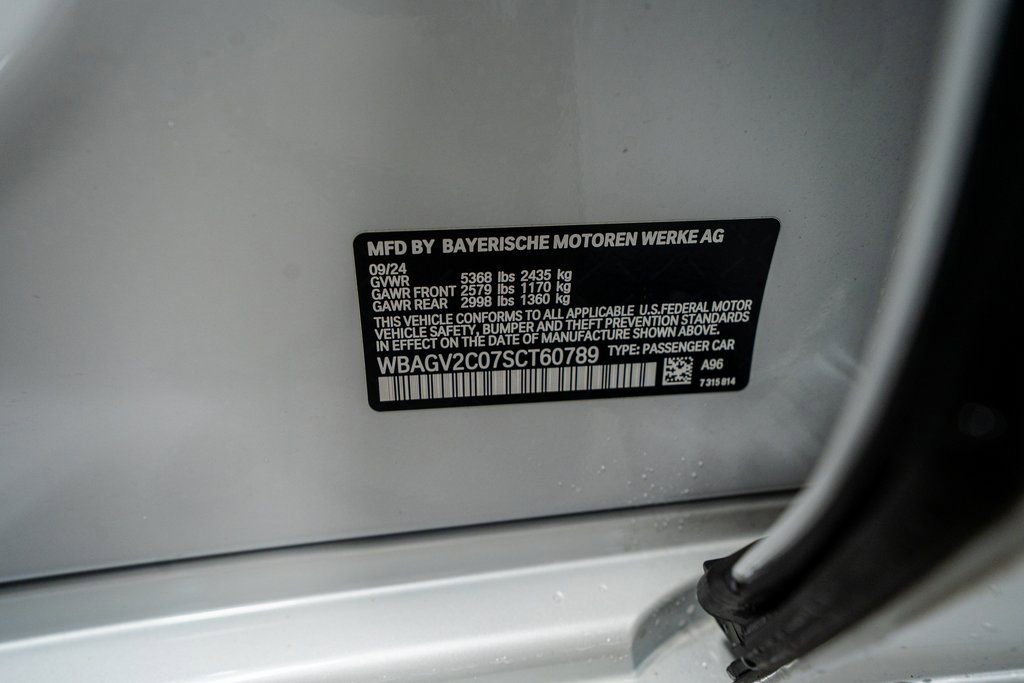 MFD BY BAYERISCHE MOTOREN WERKE AG
09/24
GVWR 5368 lbs 2435 kg
GAWR FRONT 2579 lbs 1170 kg
GAWR REAR 2998 lbs 1360 kg
THIS VEHICLE CONFORMS TO ALL APPLICABLE U.S.FEDERAL MOTOR
VEHICLE SAFETY, BUMPER AND THEFT PREVENTION STANDARDS
IN EFFECT ON THE DATE OF MANUFACTURE SHOWN ABOVE.
WBAGV2C07SCT60789 TYPE: PASSENGER CAR
A96
7 315 814